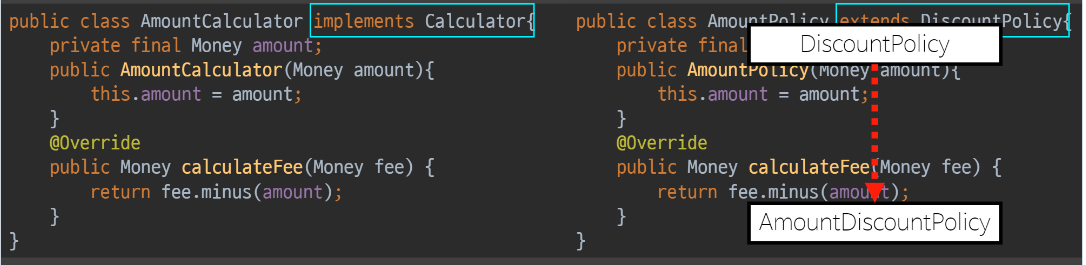 public class AmountCalculator implements Calculator{
    private final Money amount;
    public AmountCalculator(Money amount){
        this.amount = amount;
    }
    @Override
    public Money calculateFee(Money fee) {
        return fee.minus(amount);
    }
}
public class AmountPolicy extends DiscountPolicy{
    private final
DiscountPolicy
    public AmountPolicy(Money amount){
        this.amount = amount;
    }
    @Override
    public Money calculateFee(Money fee) {
        return fee.minus(amount);
    }
AmountDiscountPolicy
}